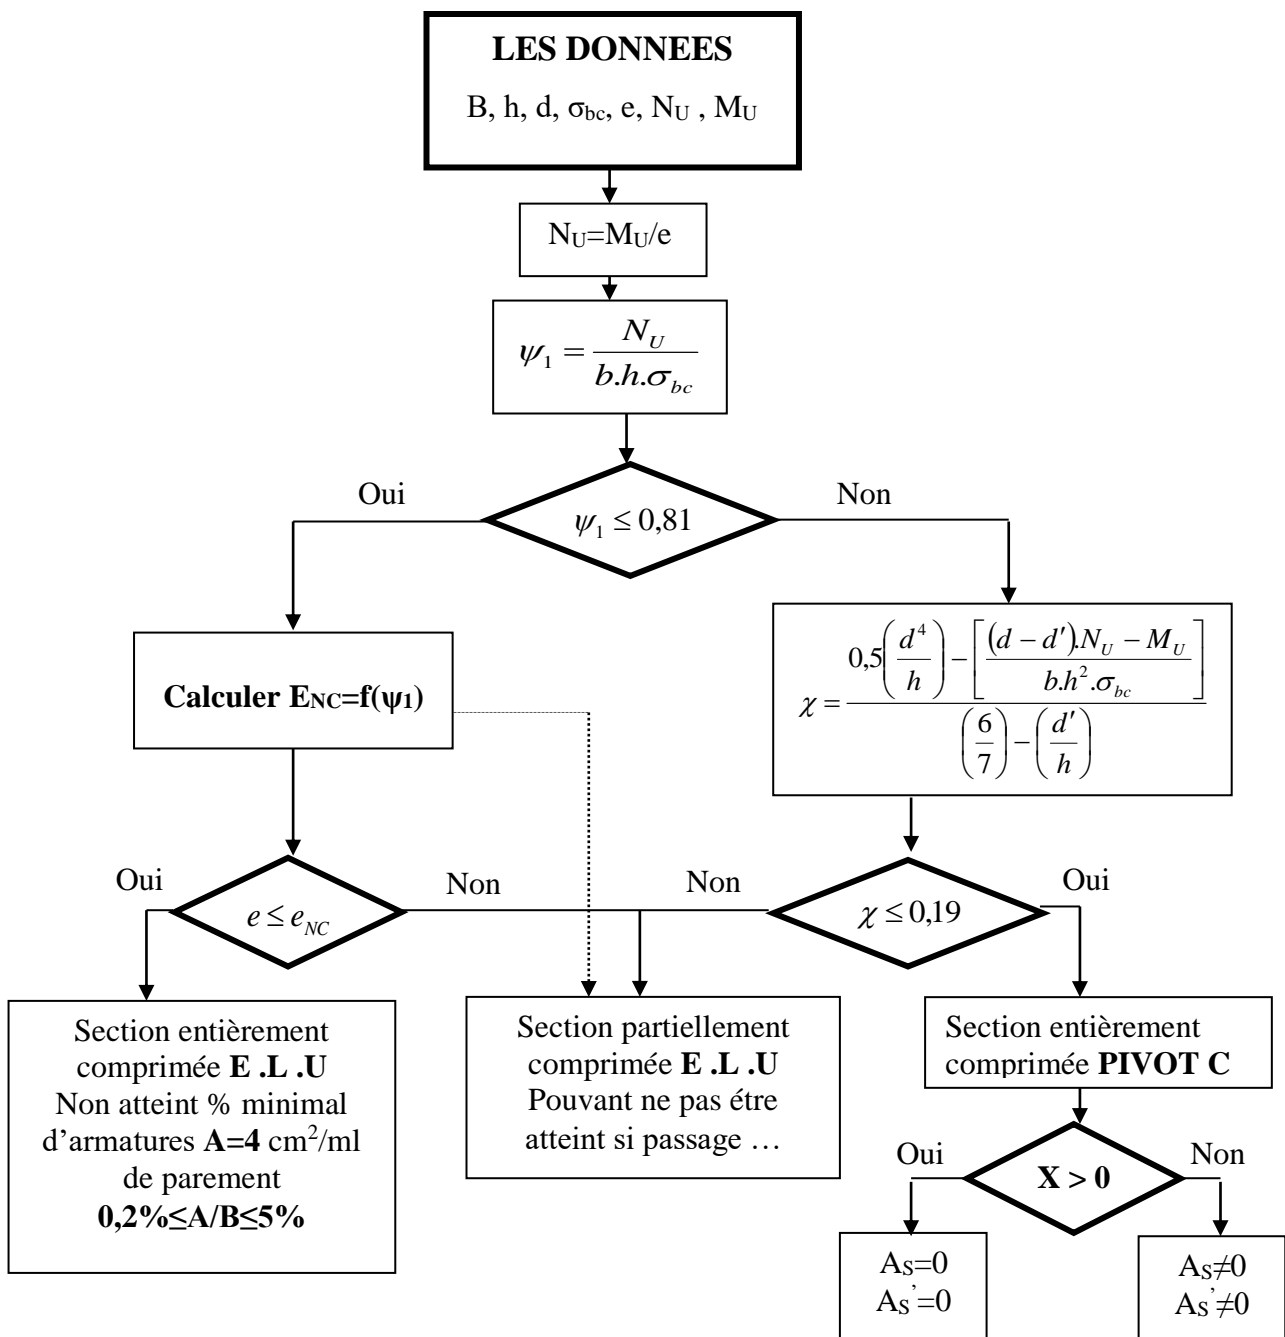 LES DONNEES
B, h, d, σbc, e, NU , MU
NU=MU/e
ψ₁ = NU / b.h.σbc
Oui
Non
ψ₁ ≤ 0,81
Calculer ENC=f(ψ1)
χ = (0,5(d⁴/h) − [((d − d′).NU − MU) / (b.h².σbc)]) / ((6/7) − (d′/h))
Oui
Non
Non
Oui
e ≤ eNC
χ ≤ 0,19
Section entièrement
comprimée E .L .U
Non atteint % minimal
d’armatures A=4 cm²/ml
de parement
0,2%≤A/B≤5%
Section partiellement
comprimée E .L .U
Pouvant ne pas étre
atteint si passage …
Section entièrement
comprimée PIVOT C
Oui
Non
X > 0
AS=0
AS’=0
AS≠0
AS’≠0